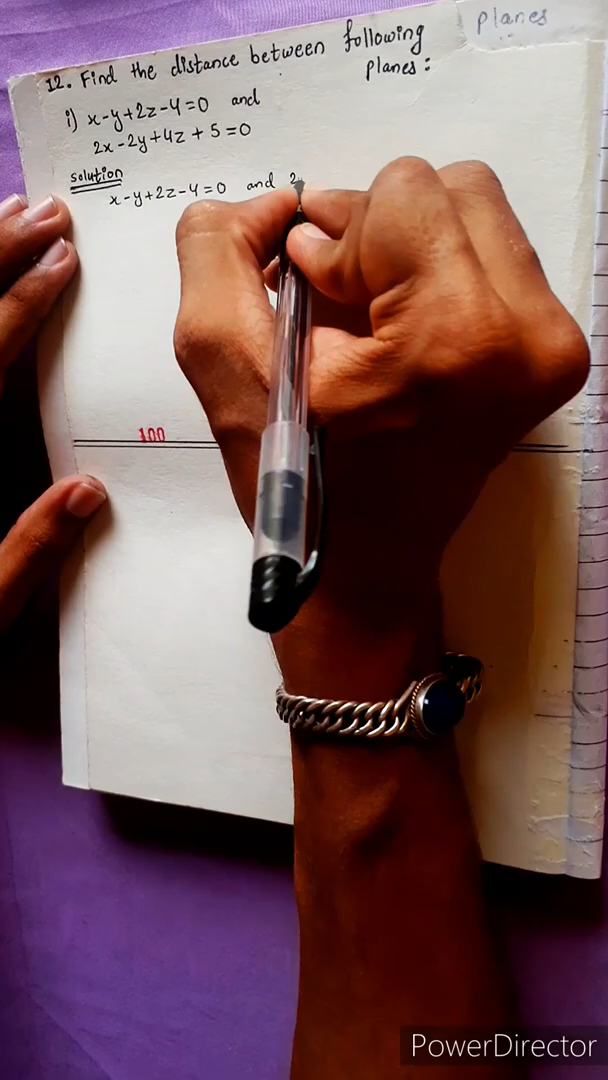 planes
12. Find the distance between following
planes:
i) x-y+2z-4=0 and
2x-2y+4z+5=0
solution
x-y+2z-4=0 and 2
100
PowerDirector